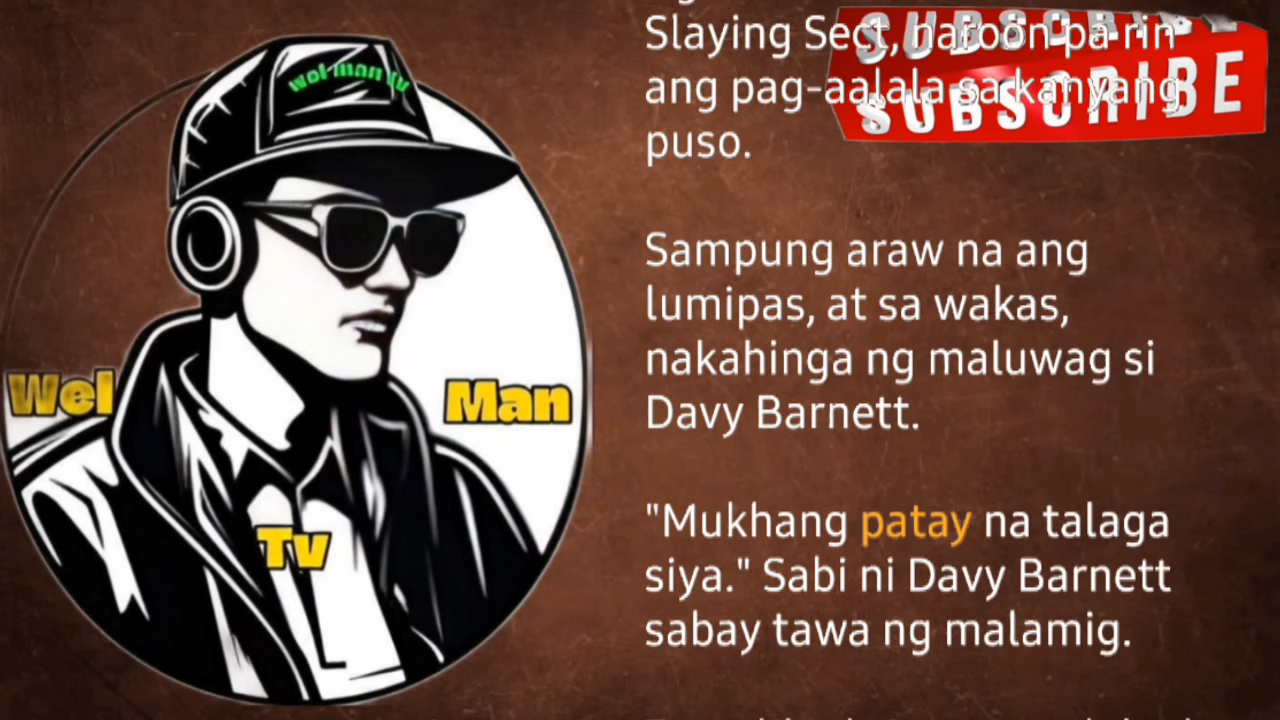 wel man tv
Wel
Man
Tv
SUBSCRIBE
SUBSCRIBE
Slaying Sect, naroon pa rin
ang pag-aalala sa kanyang
puso.
Sampung araw na ang
lumipas, at sa wakas,
nakahinga ng maluwag si
Davy Barnett.
"Mukhang patay na talaga
siya." Sabi ni Davy Barnett
sabay tawa ng malamig.